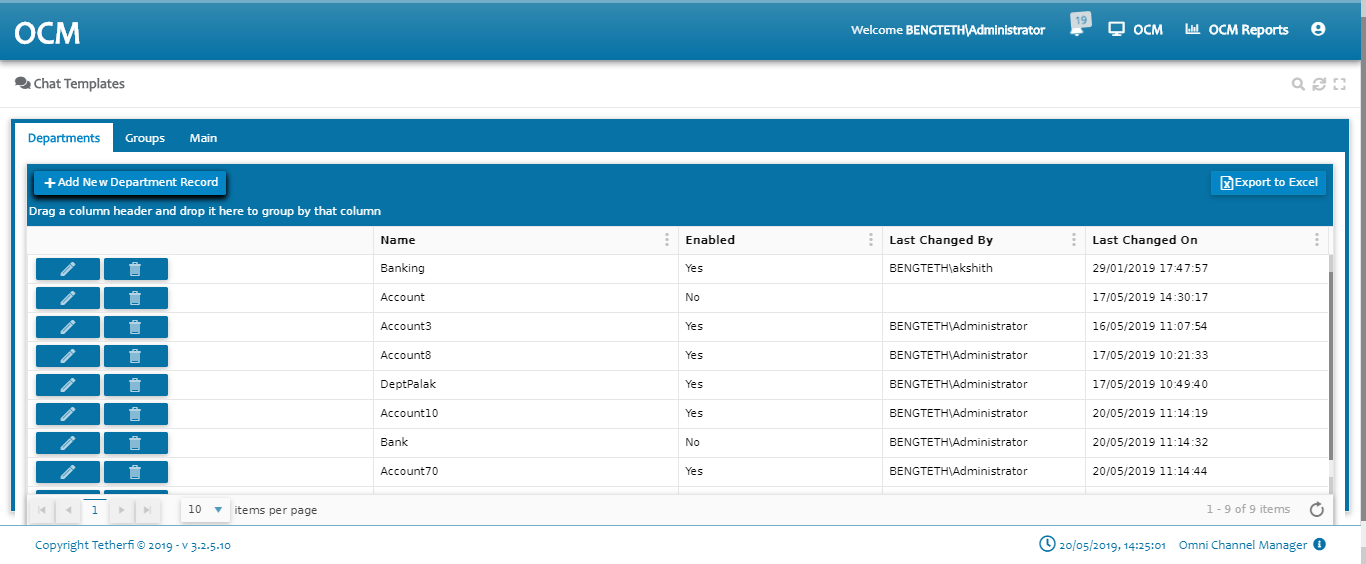 OCM
Welcome BENGTETH\Administrator
19
OCM
OCM Reports
Chat Templates
Departments Groups Main
Add New Department Record
Export to Excel
Drag a column header and drop it here to group by that column
Name Enabled Last Changed By Last Changed On
Banking Yes BENGTETH\akshith 29/01/2019 17:47:57
Account No 17/05/2019 14:30:17
Account3 Yes BENGTETH\Administrator 16/05/2019 11:07:54
Account8 Yes BENGTETH\Administrator 17/05/2019 10:21:33
DeptPalak Yes BENGTETH\Administrator 17/05/2019 10:49:40
Account10 Yes BENGTETH\Administrator 20/05/2019 11:14:19
Bank No BENGTETH\Administrator 20/05/2019 11:14:32
Account70 Yes BENGTETH\Administrator 20/05/2019 11:14:44
1 10 items per page 1 - 9 of 9 items
Copyright Tetherfi © 2019 - v 3.2.5.10 20/05/2019, 14:25:01 Omni Channel Manager